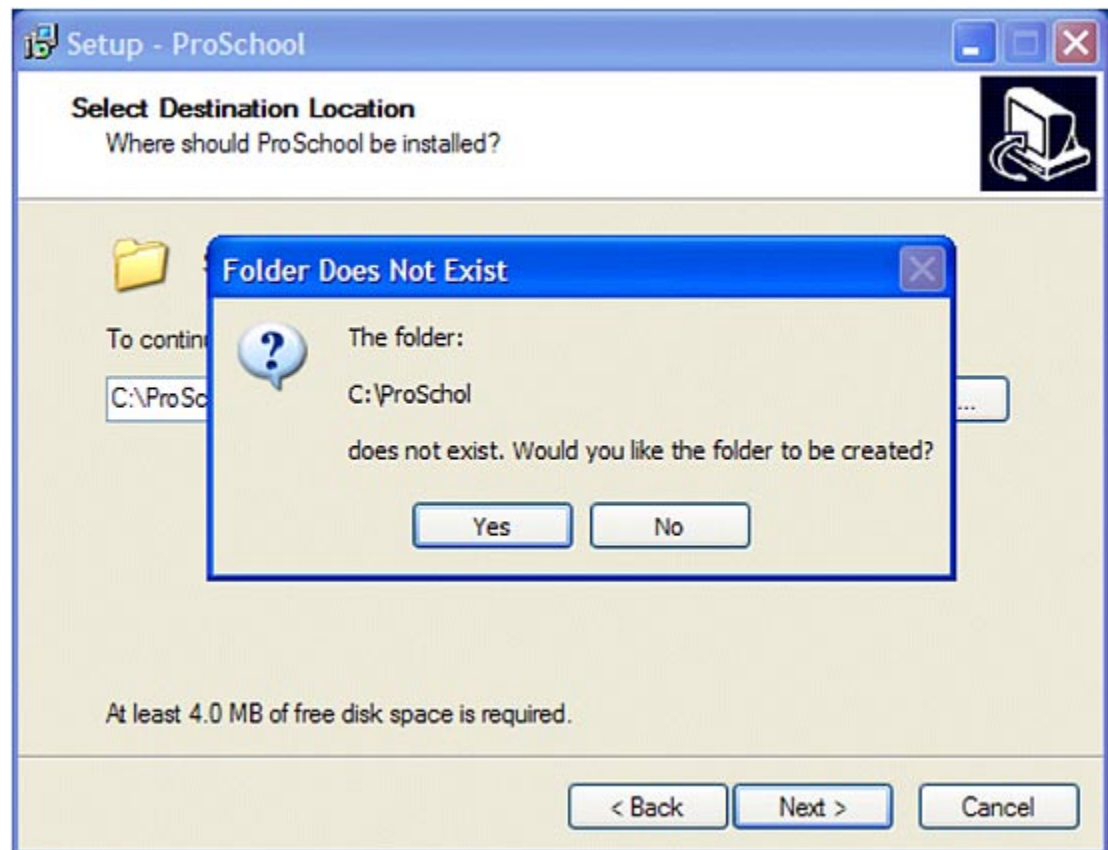 Setup - ProSchool
Select Destination Location
Where should ProSchool be installed?
Folder Does Not Exist
To contin
The folder:
C:\ProSc
C:\ProSchol
...
does not exist. Would you like the folder to be created?
Yes
No
At least 4.0 MB of free disk space is required.
< Back
Next >
Cancel